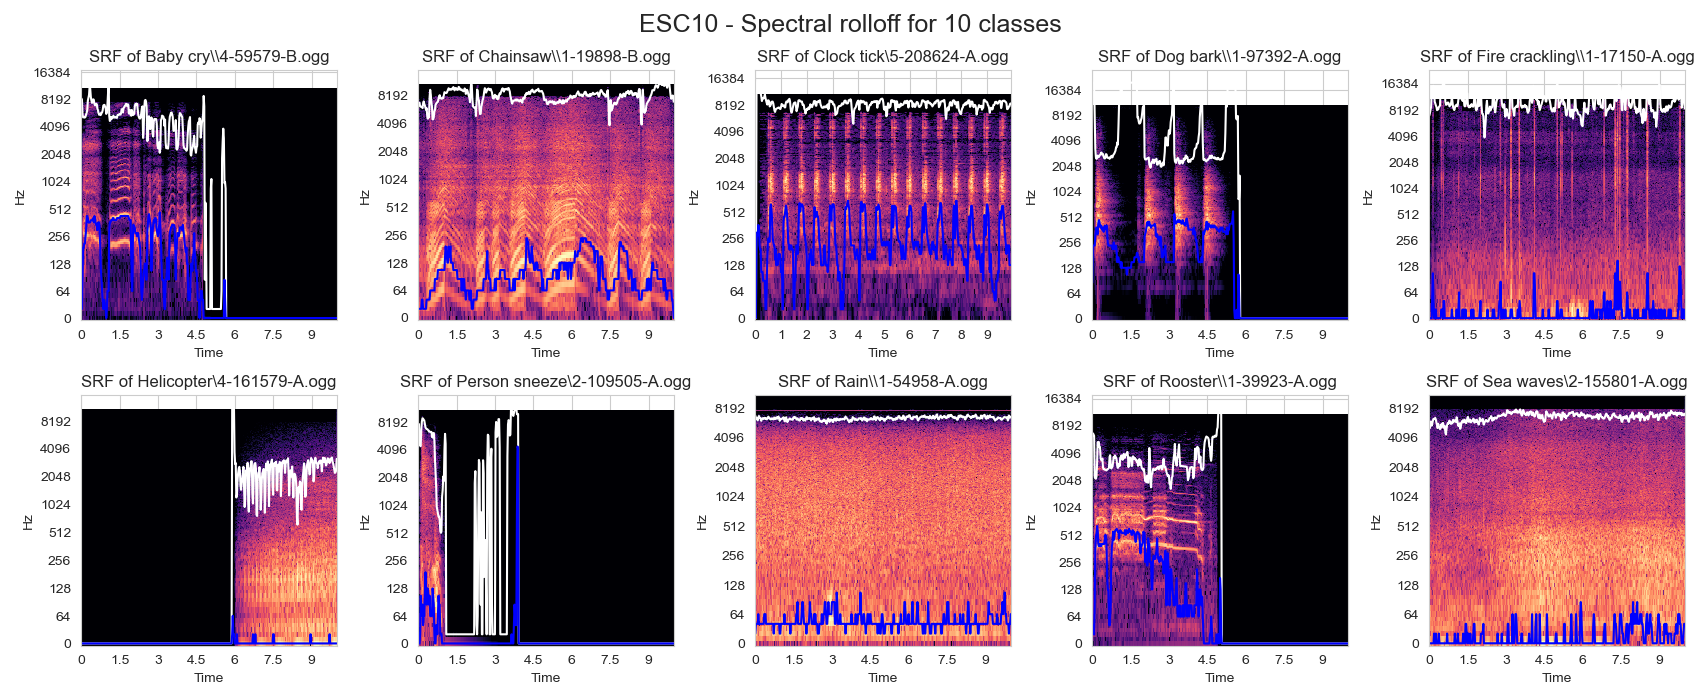 ESC10 - Spectral rolloff for 10 classes
SRF of Baby cry\\4-59579-B.ogg
16384
8192
4096
2048
1024
512
256
128
64
0
Hz
0 1.5 3 4.5 6 7.5 9
Time
SRF of Chainsaw\\1-19898-B.ogg
8192
4096
2048
1024
512
256
128
64
0
Hz
0 1.5 3 4.5 6 7.5 9
Time
SRF of Clock tick\5-208624-A.ogg
16384
8192
4096
2048
1024
512
256
128
64
0
Hz
0 1 2 3 4 5 6 7 8 9
Time
SRF of Dog bark\\1-97392-A.ogg
16384
8192
4096
2048
1024
512
256
128
64
0
Hz
0 1.5 3 4.5 6 7.5 9
Time
SRF of Fire crackling\\1-17150-A.ogg
16384
8192
4096
2048
1024
512
256
128
64
0
Hz
0 1.5 3 4.5 6 7.5 9
Time
SRF of Helicopter\4-161579-A.ogg
8192
4096
2048
1024
512
256
128
64
0
Hz
0 1.5 3 4.5 6 7.5 9
Time
SRF of Person sneeze\2-109505-A.ogg
8192
4096
2048
1024
512
256
128
64
0
Hz
0 1.5 3 4.5 6 7.5 9
Time
SRF of Rain\\1-54958-A.ogg
8192
4096
2048
1024
512
256
128
64
0
Hz
0 1.5 3 4.5 6 7.5 9
Time
SRF of Rooster\\1-39923-A.ogg
16384
8192
4096
2048
1024
512
256
128
64
0
Hz
0 1.5 3 4.5 6 7.5 9
Time
SRF of Sea waves\2-155801-A.ogg
8192
4096
2048
1024
512
256
128
64
0
Hz
0 1.5 3 4.5 6 7.5 9
Time